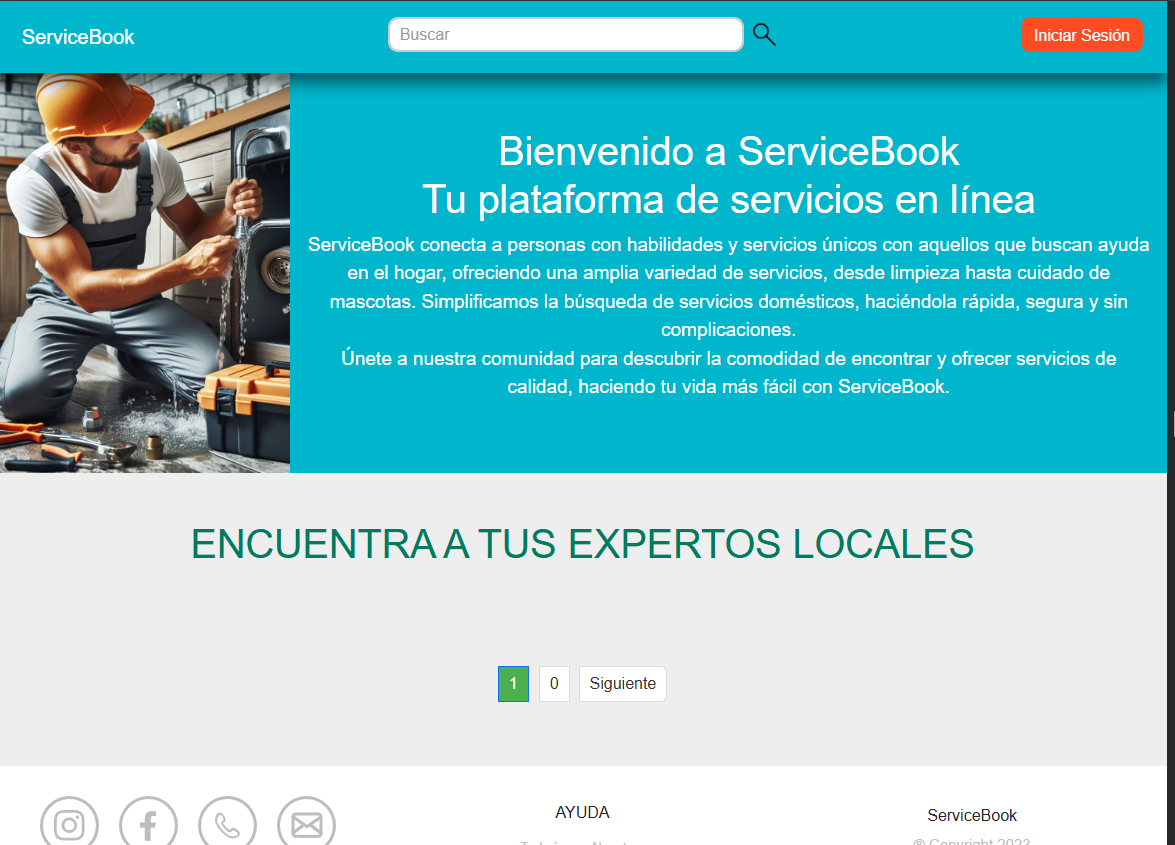 ServiceBook
Buscar
Iniciar Sesión
Bienvenido a ServiceBook
Tu plataforma de servicios en línea
ServiceBook conecta a personas con habilidades y servicios únicos con aquellos que buscan ayuda
en el hogar, ofreciendo una amplia variedad de servicios, desde limpieza hasta cuidado de
mascotas. Simplificamos la búsqueda de servicios domésticos, haciéndola rápida, segura y sin
complicaciones.
Únete a nuestra comunidad para descubrir la comodidad de encontrar y ofrecer servicios de
calidad, haciendo tu vida más fácil con ServiceBook.
ENCUENTRA A TUS EXPERTOS LOCALES
1
0
Siguiente
AYUDA
ServiceBook
® Copyright 2023